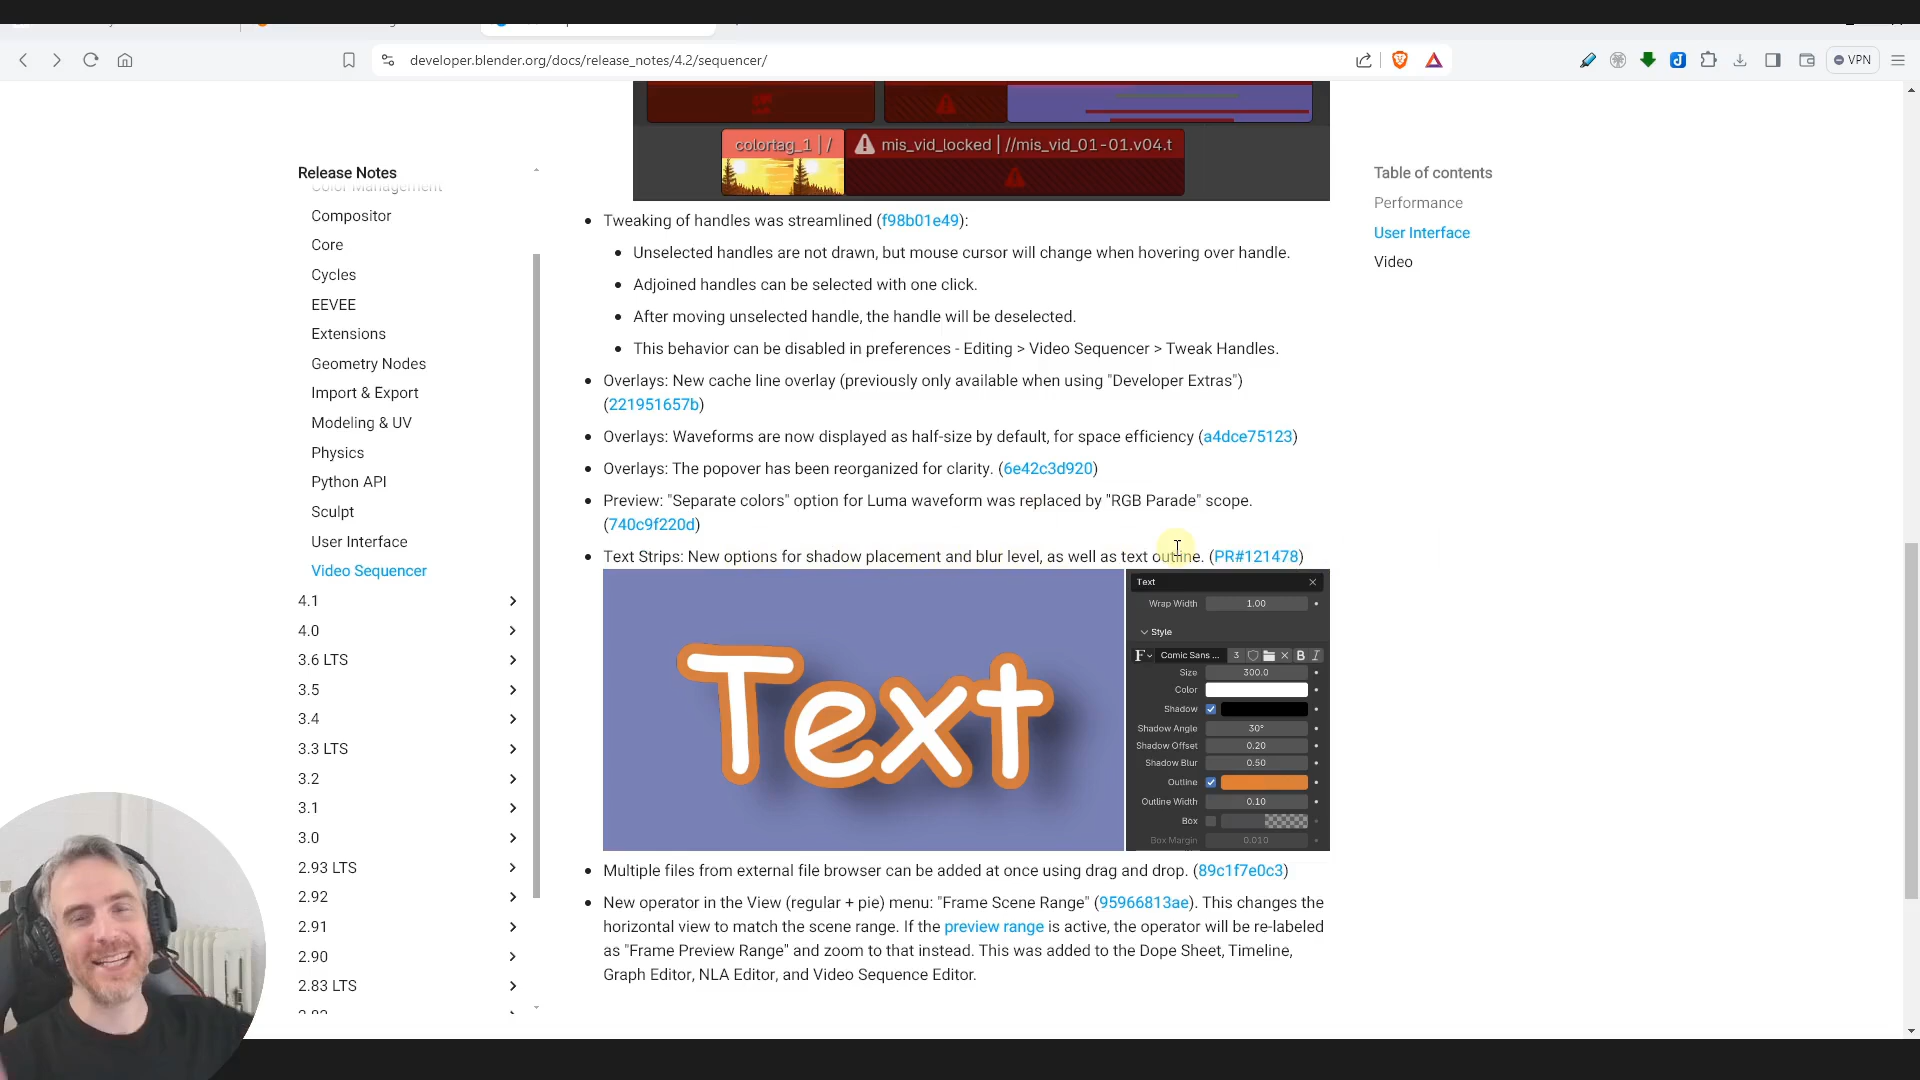 developer.blender.org/docs/release_notes/4.2/sequencer/
VPN
colortag_1 | /
mis_vid_locked | //mis_vid_01-01.v04.t
Release Notes
Color Management
Compositor
Core
Cycles
EEVEE
Extensions
Geometry Nodes
Import & Export
Modeling & UV
Physics
Python API
Sculpt
User Interface
Video Sequencer
4.1
4.0
3.6 LTS
3.5
3.4
3.3 LTS
3.2
3.1
3.0
2.93 LTS
2.92
2.91
2.90
2.83 LTS
Tweaking of handles was streamlined (f98b01e49):
Unselected handles are not drawn, but mouse cursor will change when hovering over handle.
Adjoined handles can be selected with one click.
After moving unselected handle, the handle will be deselected.
This behavior can be disabled in preferences - Editing > Video Sequencer > Tweak Handles.
Overlays: New cache line overlay (previously only available when using "Developer Extras")
(221951657b)
Overlays: Waveforms are now displayed as half-size by default, for space efficiency (a4dce75123)
Overlays: The popover has been reorganized for clarity. (6e42c3d920)
Preview: "Separate colors" option for Luma waveform was replaced by "RGB Parade" scope.
(740c9f220d)
Text Strips: New options for shadow placement and blur level, as well as text outline. (PR#121478)
Text
Text
Wrap Width 1.00
Style
F Comic Sans ... 3 B I
Size 300.0
Color
Shadow
Shadow Angle 30°
Shadow Offset 0.20
Shadow Blur 0.50
Outline
Outline Width 0.10
Box
Box Margin 0.010
Multiple files from external file browser can be added at once using drag and drop. (89c1f7e0c3)
New operator in the View (regular + pie) menu: "Frame Scene Range" (95966813ae). This changes the
horizontal view to match the scene range. If the preview range is active, the operator will be re-labeled
as "Frame Preview Range" and zoom to that instead. This was added to the Dope Sheet, Timeline,
Graph Editor, NLA Editor, and Video Sequence Editor.
Table of contents
Performance
User Interface
Video